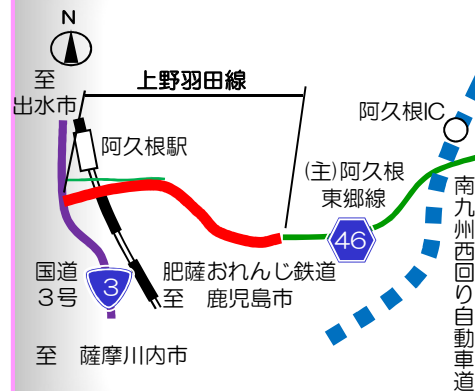 N
至
出水市
上野羽田線
阿久根IC
阿久根駅
(主)阿久根
東郷線
46
南九州西回り自動車道
国道
3号
3
肥薩おれんじ鉄道
至 鹿児島市
至 薩摩川内市